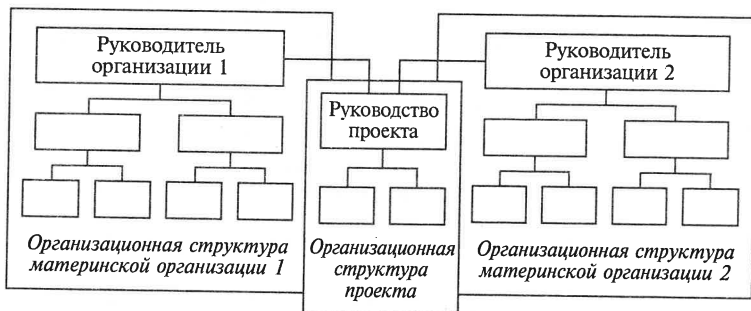 Руководитель
организации 1
Руководство
проекта
Руководитель
организации 2
Организационная структура
материнской организации 1
Организационная
структура
проекта
Организационная структура
материнской организации 2